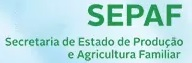 SEPAF
Secretaria de Estado de Produção
e Agricultura Familiar